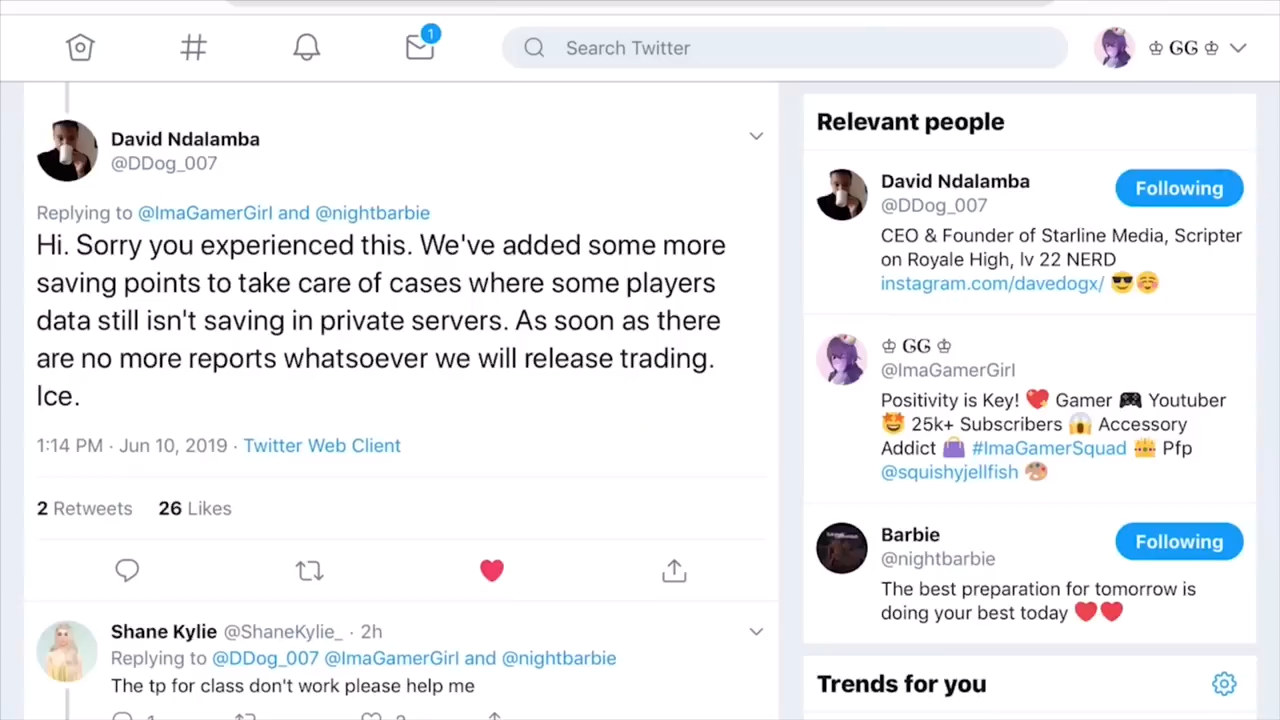 1
Search Twitter
♔ GG ♔
David Ndalamba
@DDog_007
Replying to @ImaGamerGirl and @nightbarbie
Hi. Sorry you experienced this. We've added some more
saving points to take care of cases where some players
data still isn't saving in private servers. As soon as there
are no more reports whatsoever we will release trading.
Ice.
1:14 PM · Jun 10, 2019 · Twitter Web Client
2 Retweets 26 Likes
Shane Kylie @ShaneKylie_ · 2h
Replying to @DDog_007 @ImaGamerGirl and @nightbarbie
The tp for class don't work please help me
Relevant people
David Ndalamba
@DDog_007
Following
CEO & Founder of Starline Media, Scripter
on Royale High, lv 22 NERD
instagram.com/davedogx/ 😎☺️
♔ GG ♔
@ImaGamerGirl
Positivity is Key! 💖 Gamer 🎮 Youtuber
🤩 25k+ Subscribers 😱 Accessory
Addict 👜 #ImaGamerSquad 👑 Pfp
@squishyjellfish 🎨
Barbie
@nightbarbie
Following
The best preparation for tomorrow is
doing your best today ❤️❤️
Trends for you